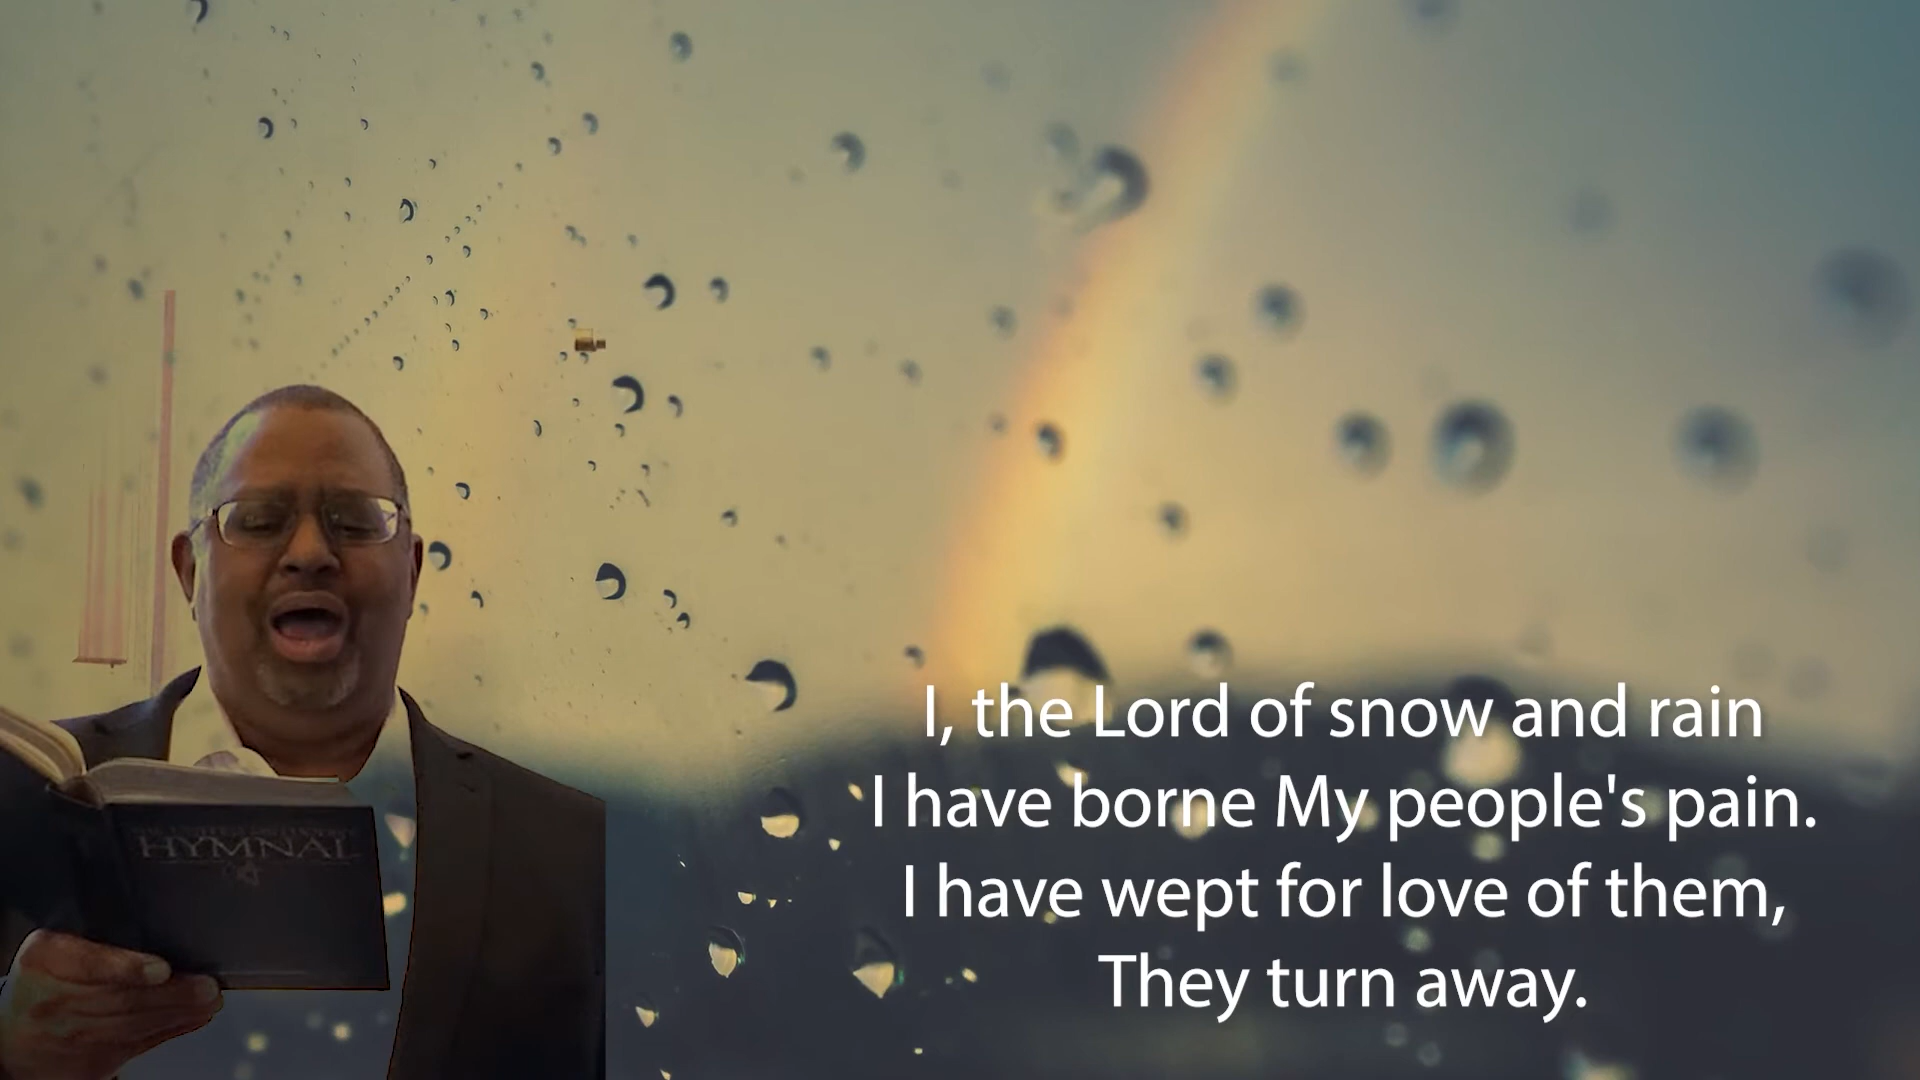 HYMNAL
I, the Lord of snow and rain
I have borne My people's pain.
I have wept for love of them,
They turn away.